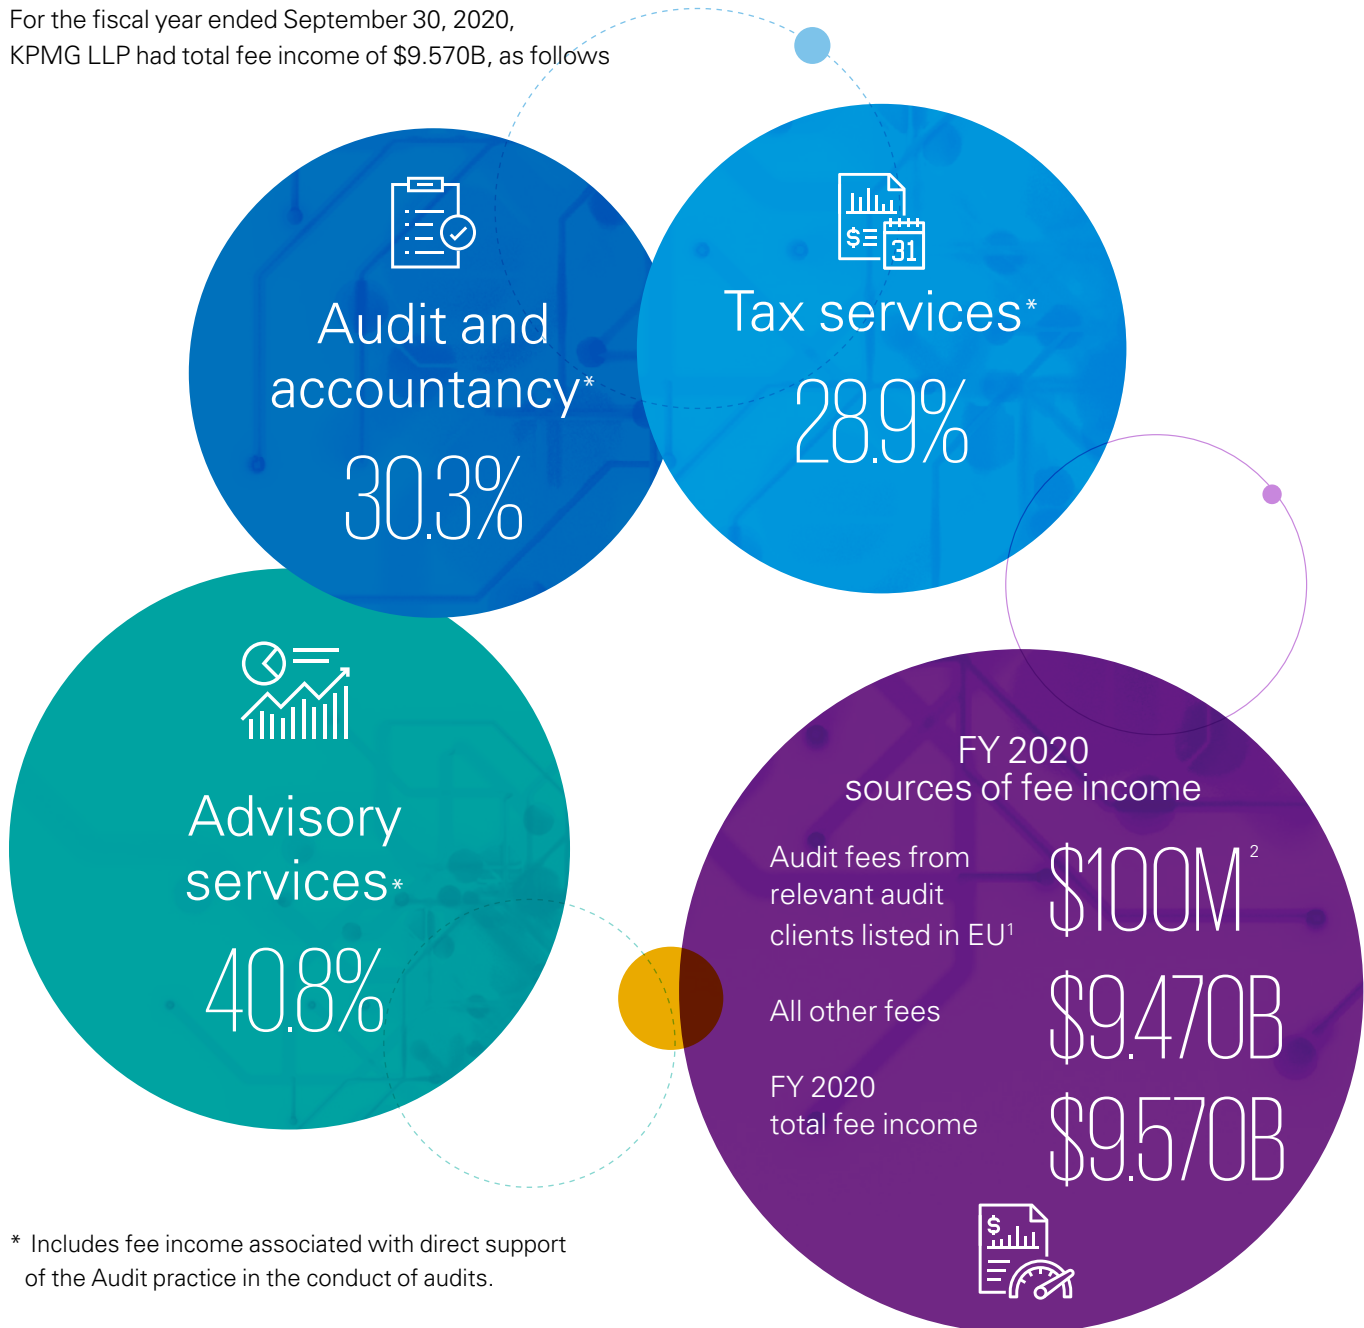 For the fiscal year ended September 30, 2020,
KPMG LLP had total fee income of $9.570B, as follows
Audit and
accountancy*
30.3%
31
$
Tax services*
28.9%
Advisory
services*
40.8%
FY 2020
sources of fee income
Audit fees from
relevant audit
clients listed in EU1
$100M2
All other fees
$9.470B
FY 2020
total fee income
$9.570B
$
* Includes fee income associated with direct support
of the Audit practice in the conduct of audits.